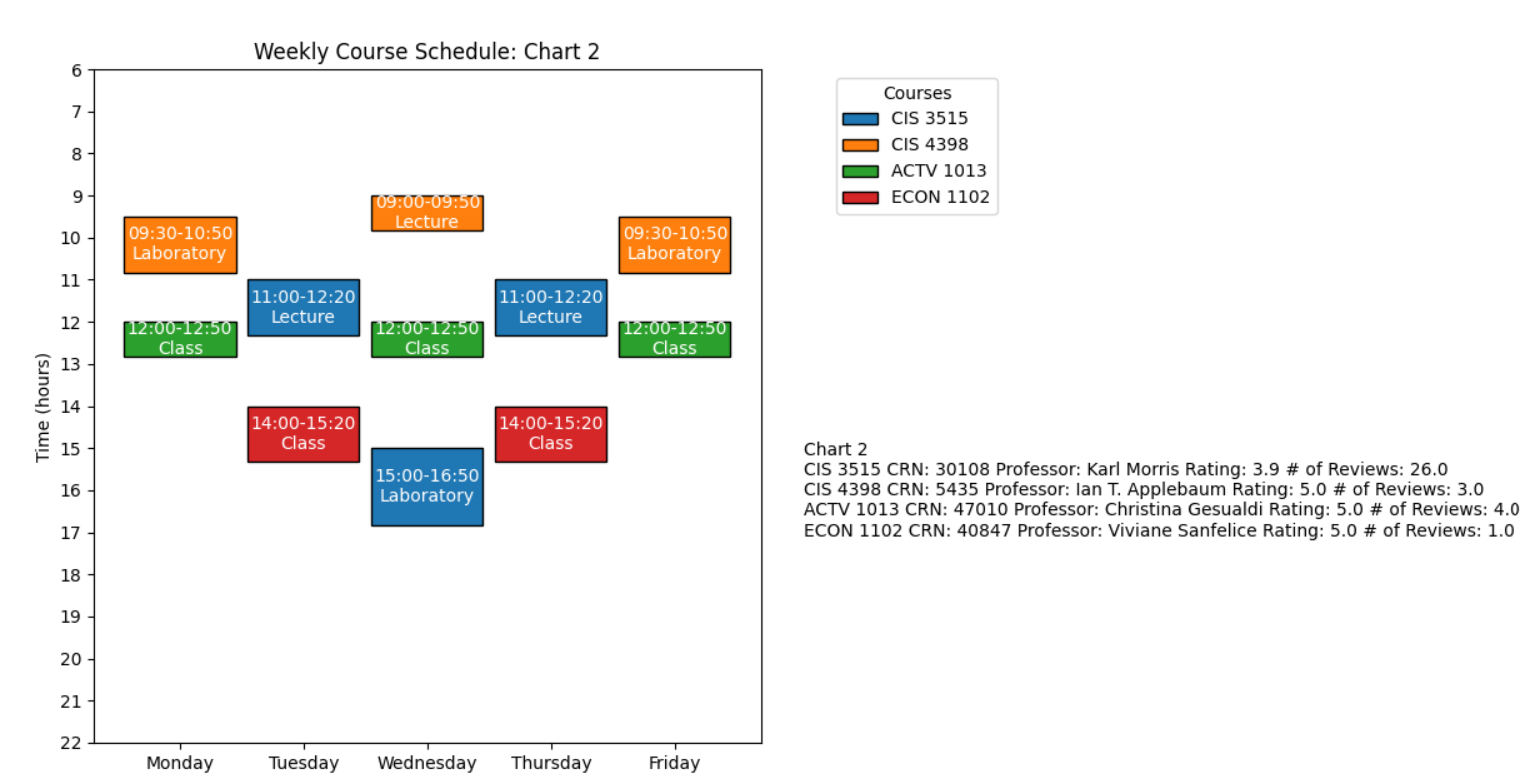 Weekly Course Schedule: Chart 2
Time (hours)
6
7
8
9
10
11
12
13
14
15
16
17
18
19
20
21
22
Monday
Tuesday
Wednesday
Thursday
Friday
09:30-10:50
Laboratory
12:00-12:50
Class
11:00-12:20
Lecture
14:00-15:20
Class
09:00-09:50
Lecture
12:00-12:50
Class
15:00-16:50
Laboratory
11:00-12:20
Lecture
14:00-15:20
Class
09:30-10:50
Laboratory
12:00-12:50
Class
Courses
CIS 3515
CIS 4398
ACTV 1013
ECON 1102
Chart 2
CIS 3515 CRN: 30108 Professor: Karl Morris Rating: 3.9 # of Reviews: 26.0
CIS 4398 CRN: 5435 Professor: Ian T. Applebaum Rating: 5.0 # of Reviews: 3.0
ACTV 1013 CRN: 47010 Professor: Christina Gesualdi Rating: 5.0 # of Reviews: 4.0
ECON 1102 CRN: 40847 Professor: Viviane Sanfelice Rating: 5.0 # of Reviews: 1.0